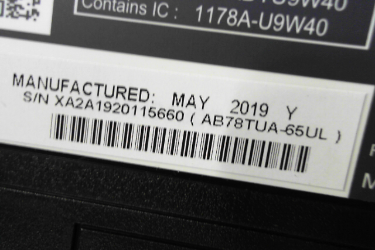 Contains IC : 1178A-U9W40
MANUFACTURED: MAY 2019 Y
S/N XA2A1920115660 ( AB78TUA-65UL )